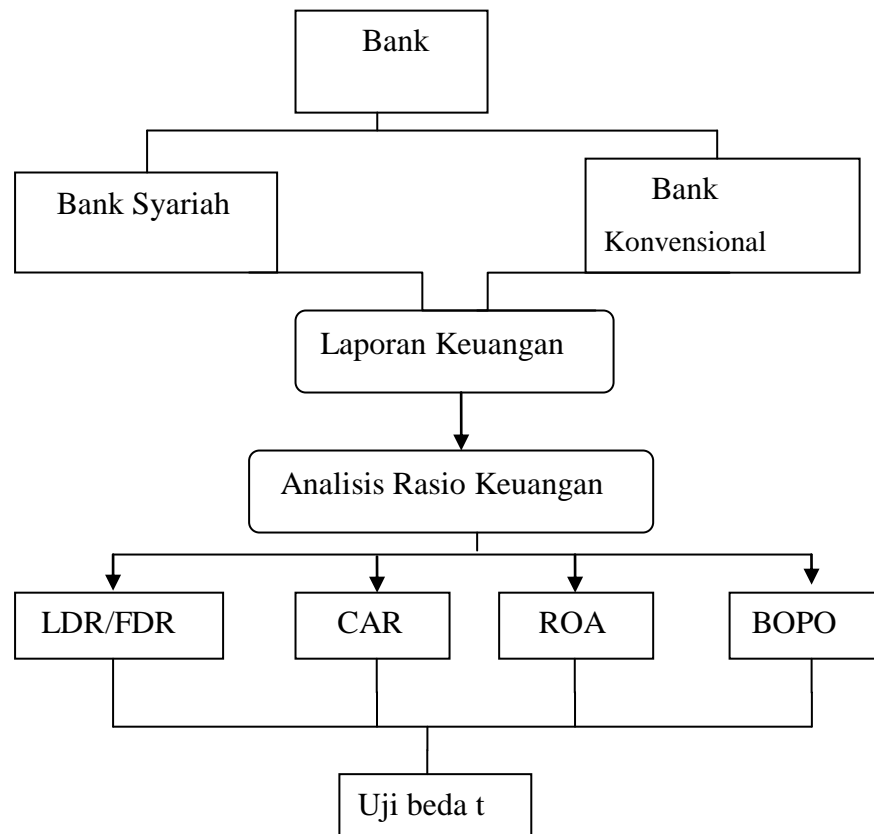 Bank
Bank Syariah
Bank
Konvensional
Laporan Keuangan
Analisis Rasio Keuangan
LDR/FDR
CAR
ROA
BOPO
Uji beda t